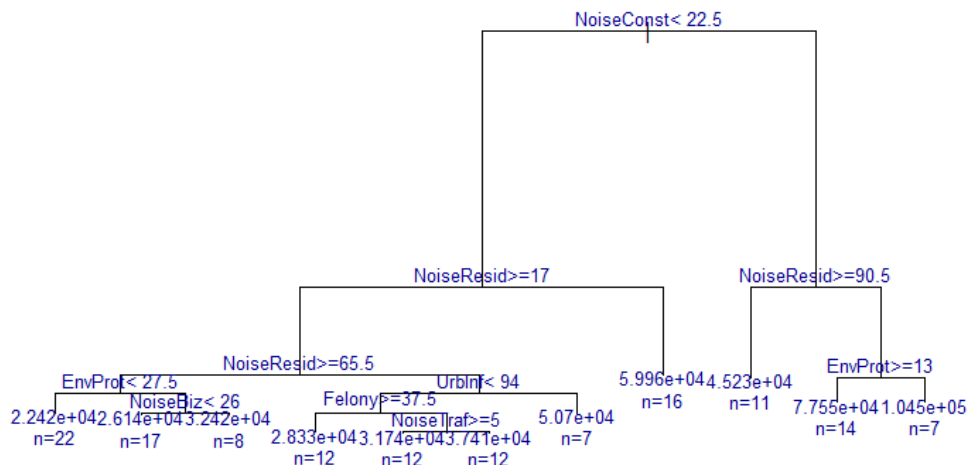 NoiseConst< 22.5
NoiseResid>=17
NoiseResid>=90.5
NoiseResid>=65.5
EnvProt>=13
EnvProt< 27.5
UrbInf< 94
5.996e+04
n=16
4.523e+04
n=11
NoiseBiz< 26
Felony>=37.5
7.755e+04
n=14
1.045e+05
n=7
2.242e+04
n=22
2.614e+04
n=17
3.242e+04
n=8
NoiseTraf>=5
5.07e+04
n=7
2.833e+04
n=12
3.174e+04
n=12
3.741e+04
n=12